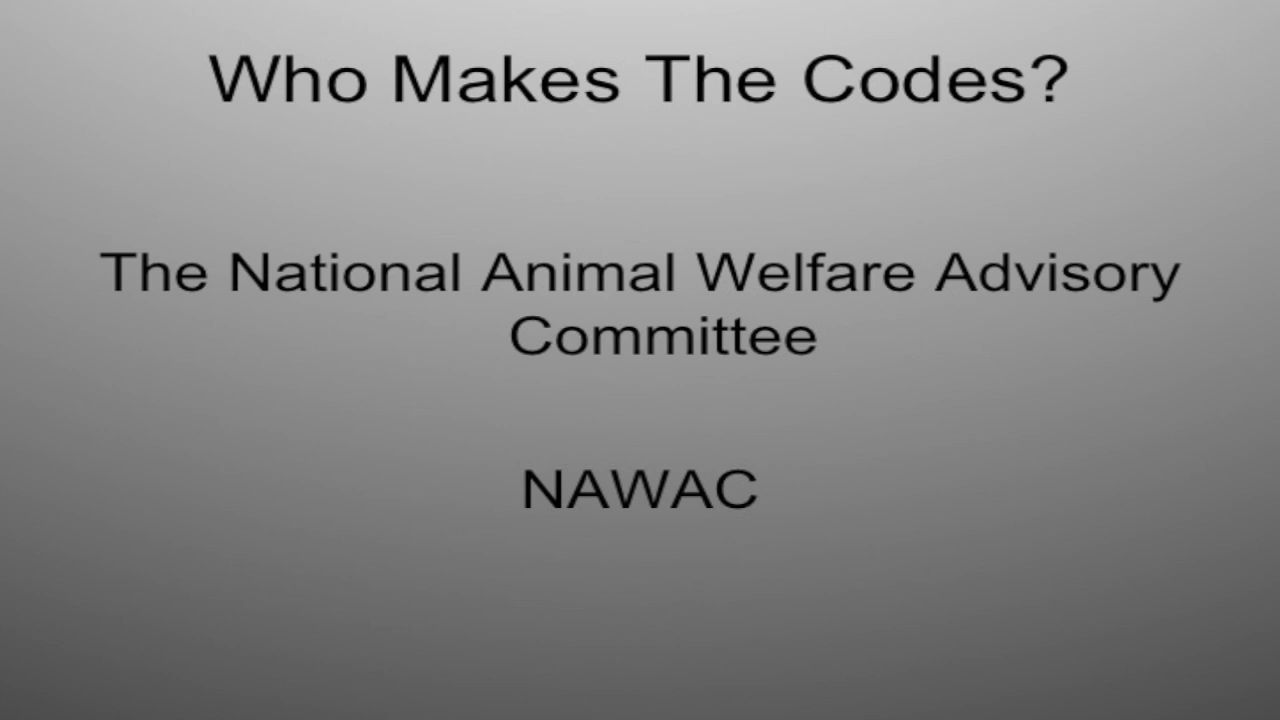 Who Makes The Codes?
The National Animal Welfare Advisory
Committee
NAWAC